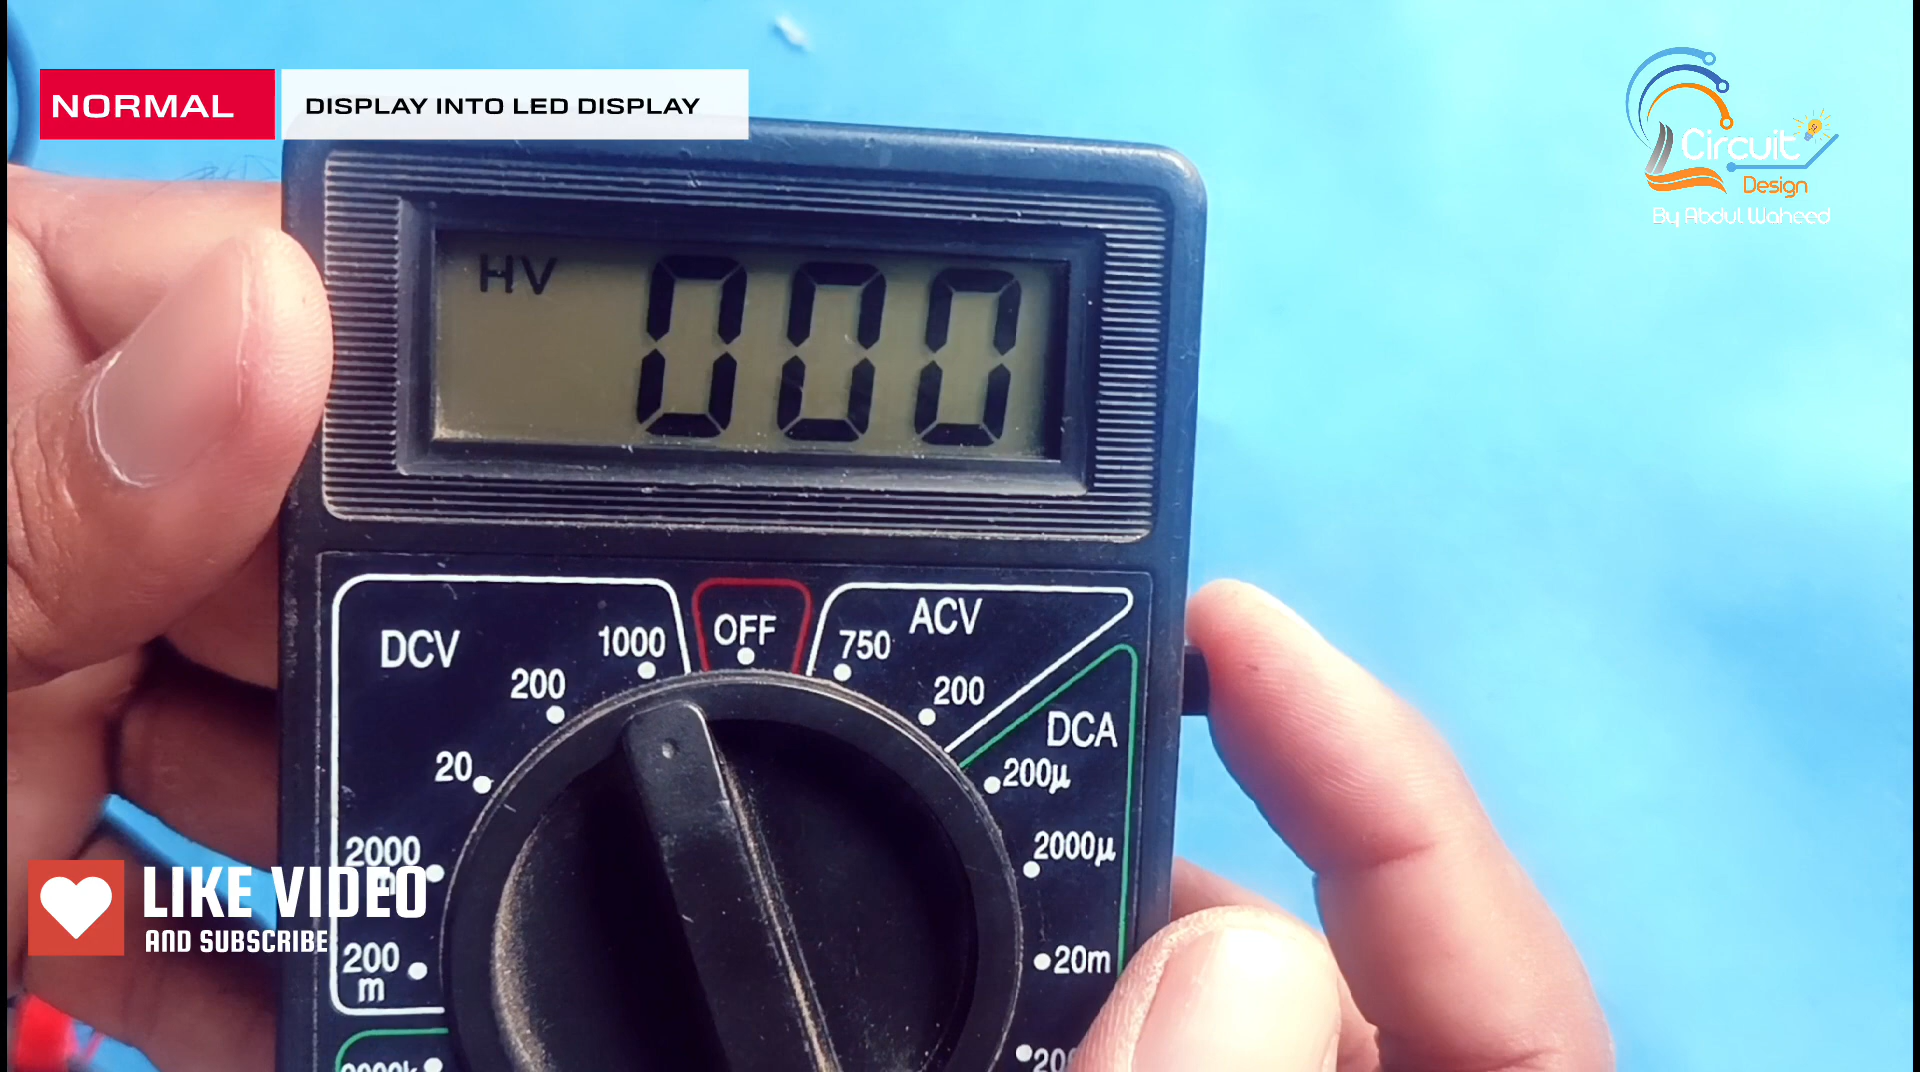 NORMAL
DISPLAY INTO LED DISPLAY
Circuit
Design
By Abdul Waheed
HV 000
DCV
1000
OFF
750
ACV
200
200
20
2000
200
m
DCA
200µ
2000µ
20m
LIKE VIDEO
AND SUBSCRIBE